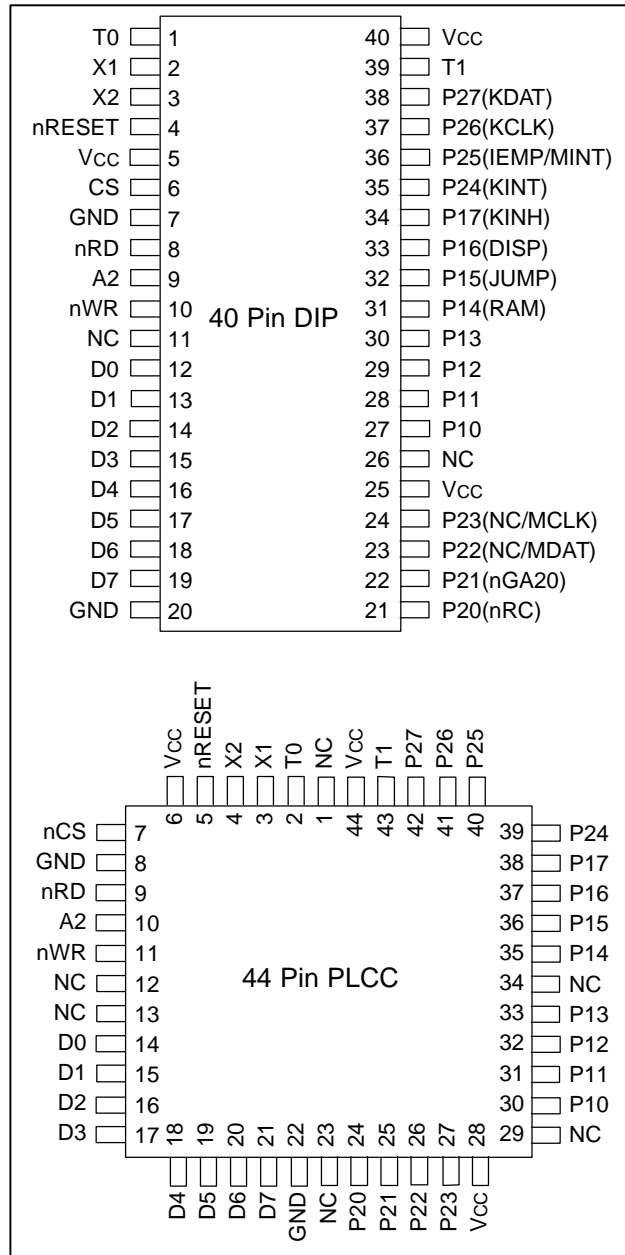 T0 1 40 Vcc
X1 2 39 T1
X2 3 38 P27(KDAT)
nRESET 4 37 P26(KCLK)
Vcc 5 36 P25(IEMP/MINT)
CS 6 35 P24(KINT)
GND 7 34 P17(KINH)
nRD 8 33 P16(DISP)
A2 9 32 P15(JUMP)
nWR 10 31 P14(RAM)
40 Pin DIP
NC 11 30 P13
D0 12 29 P12
D1 13 28 P11
D2 14 27 P10
D3 15 26 NC
D4 16 25 Vcc
D5 17 24 P23(NC/MCLK)
D6 18 23 P22(NC/MDAT)
D7 19 22 P21(nGA20)
GND 20 21 P20(nRC)
Vcc nRESET X2 X1 T0 NC Vcc T1 P27 P26 P25
6 5 4 3 2 1 44 43 42 41 40
nCS 7 39 P24
GND 8 38 P17
nRD 9 37 P16
A2 10 36 P15
nWR 11 35 P14
NC 12 34 NC
44 Pin PLCC
NC 13 33 P13
D0 14 32 P12
D1 15 31 P11
D2 16 30 P10
D3 17 29 NC
18 19 20 21 22 23 24 25 26 27 28
D4 D5 D6 D7 GND NC P20 P21 P22 P23 Vcc